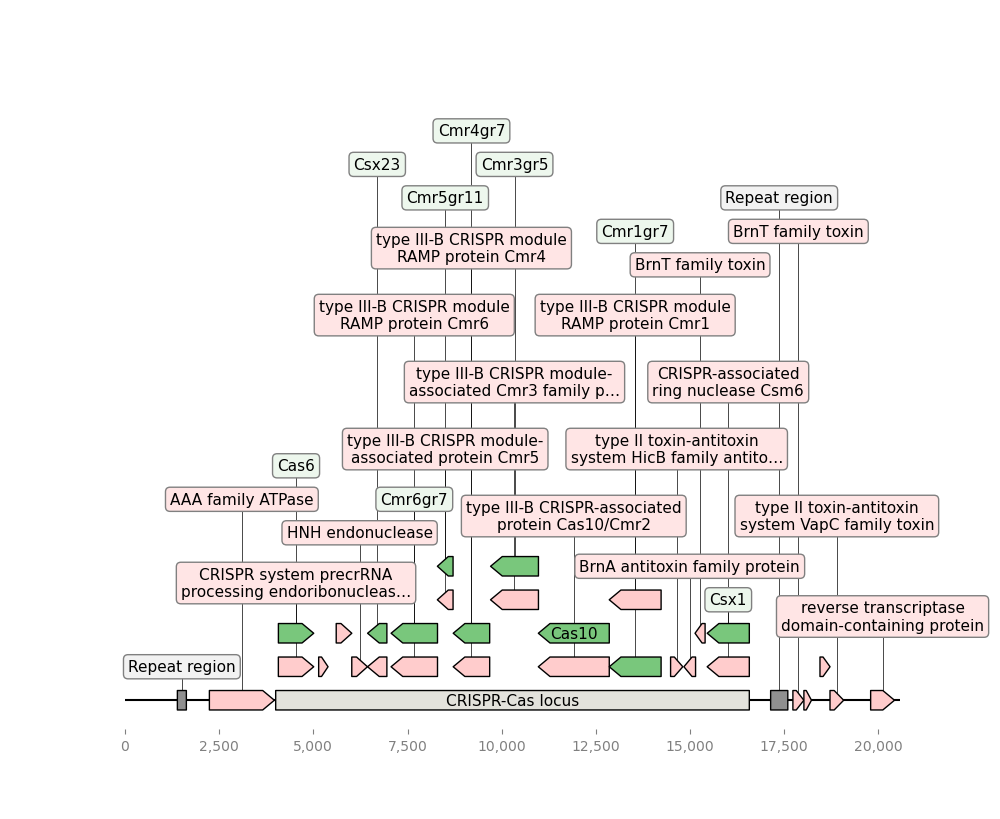 Cmr4gr7
Csx23
Cmr3gr5
Cmr5gr11
Repeat region
Cmr1gr7
BrnT family toxin
type III-B CRISPR module
RAMP protein Cmr4
BrnT family toxin
type III-B CRISPR module
RAMP protein Cmr6
type III-B CRISPR module
RAMP protein Cmr1
type III-B CRISPR module-
associated Cmr3 family p...
CRISPR-associated
ring nuclease Csm6
type III-B CRISPR module-
associated protein Cmr5
type II toxin-antitoxin
system HicB family antito...
Cas6
AAA family ATPase
Cmr6gr7
type III-B CRISPR-associated
protein Cas10/Cmr2
type II toxin-antitoxin
system VapC family toxin
HNH endonuclease
BrnA antitoxin family protein
CRISPR system precrRNA
processing endoribonucleas...
Csx1
reverse transcriptase
domain-containing protein
Cas10
Repeat region
CRISPR-Cas locus
0 2,500 5,000 7,500 10,000 12,500 15,000 17,500 20,000